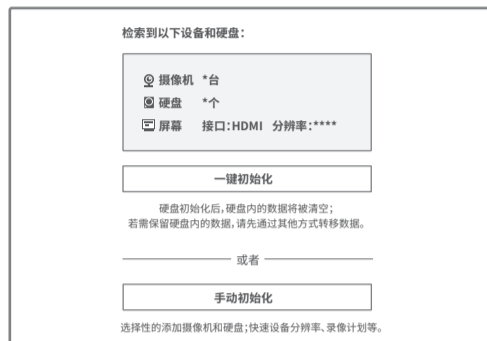 检索到以下设备和硬盘：
摄像机 *台
硬盘 *个
屏幕 接口：HDMI 分辨率：****
一键初始化
硬盘初始化后，硬盘内的数据将被清空；
若需保留硬盘内的数据，请先通过其他方式转移数据。
或者
手动初始化
选择性的添加摄像机和硬盘；快速设备分辨率、录像计划等。